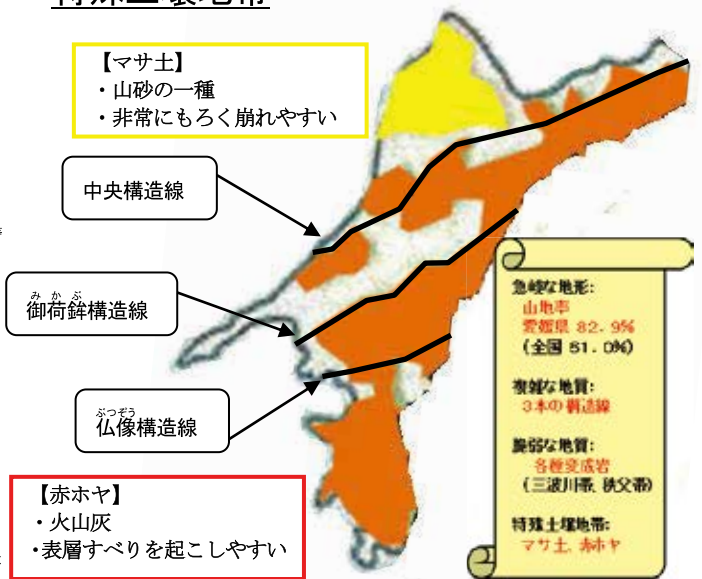 特殊土壌地帯
【マサ土】
・山砂の一種
・非常にもろく崩れやすい
中央構造線
みかぶ
御荷鉾構造線
ぶつぞう
仏像構造線
【赤ホヤ】
・火山灰
・表層すべりを起こしやすい
急峻な地形:
山地率
愛媛県 82.9%
(全国 61.0%)
複雑な地質:
3本の構造線
脆弱な地質:
各種変成岩
(三波川帯、秩父帯)
特殊土壌地帯:
マサ土、赤ホヤ